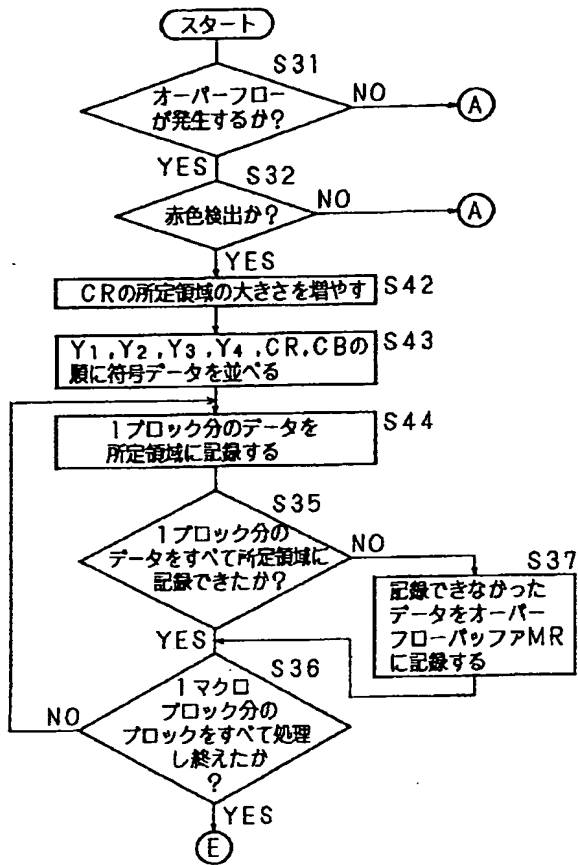 スタート
S31
オーバーフロー
が発生するか?
NO
A
YES
S32
赤色検出か?
NO
A
YES
CRの所定領域の大きさを増やす
S42
Y1,Y2,Y3,Y4,CR,CBの
順に符号データを並べる
S43
1ブロック分のデータを
所定領域に記録する
S44
S35
1ブロック分の
データをすべて所定領域に
記録できたか?
NO
S37
記録できなかった
データをオーバー
フローバッファMR
に記録する
YES
S36
1マクロ
ブロック分の
ブロックをすべて処理
し終えたか
?
NO
YES
E